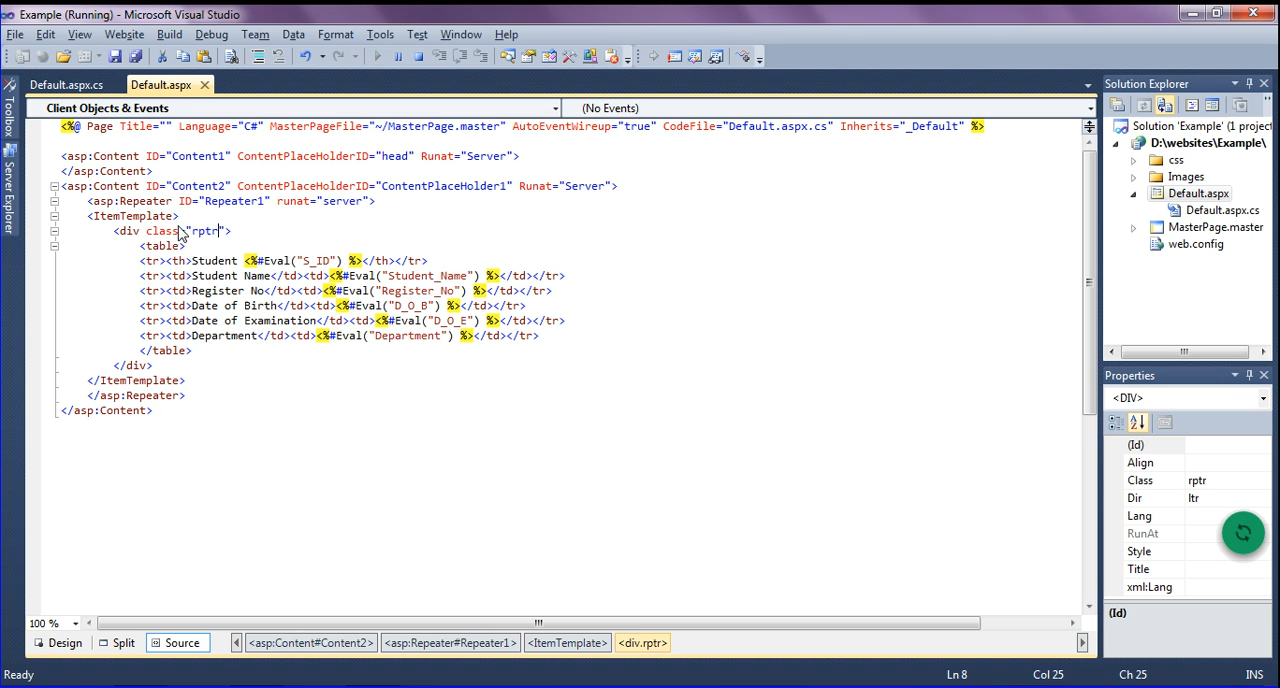 Example (Running) - Microsoft Visual Studio
File Edit View Website Build Debug Team Data Format Tools Test Window Help
Default.aspx.cs Default.aspx
Client Objects & Events (No Events)
<%@ Page Title="" Language="C#" MasterPageFile="~/MasterPage.master" AutoEventWireup="true" CodeFile="Default.aspx.cs" Inherits="_Default" %>
<asp:Content ID="Content1" ContentPlaceHolderID="head" Runat="Server">
</asp:Content>
<asp:Content ID="Content2" ContentPlaceHolderID="ContentPlaceHolder1" Runat="Server">
<asp:Repeater ID="Repeater1" runat="server">
<ItemTemplate>
<div class="rptr">
<table>
<tr><th>Student <%#Eval("S_ID") %></th></tr>
<tr><td>Student Name</td><td><%#Eval("Student_Name") %></td></tr>
<tr><td>Register No</td><td><%#Eval("Register_No") %></td></tr>
<tr><td>Date of Birth</td><td><%#Eval("D_O_B") %></td></tr>
<tr><td>Date of Examination</td><td><%#Eval("D_O_E") %></td></tr>
<tr><td>Department</td><td><%#Eval("Department") %></td></tr>
</table>
</div>
</ItemTemplate>
</asp:Repeater>
</asp:Content>
100 %
Design Split Source <asp:Content#Content2> <asp:Repeater#Repeater1> <ItemTemplate> <div.rptr>
Ready Ln 8 Col 25 Ch 25 INS
Toolbox
Server Explorer
Solution Explorer
Solution 'Example' (1 project
D:\websites\Example\
css
Images
Default.aspx
Default.aspx.cs
MasterPage.master
web.config
Properties
<DIV>
(Id)
Align
Class rptr
Dir ltr
Lang
RunAt
Style
Title
xml:Lang
(Id)